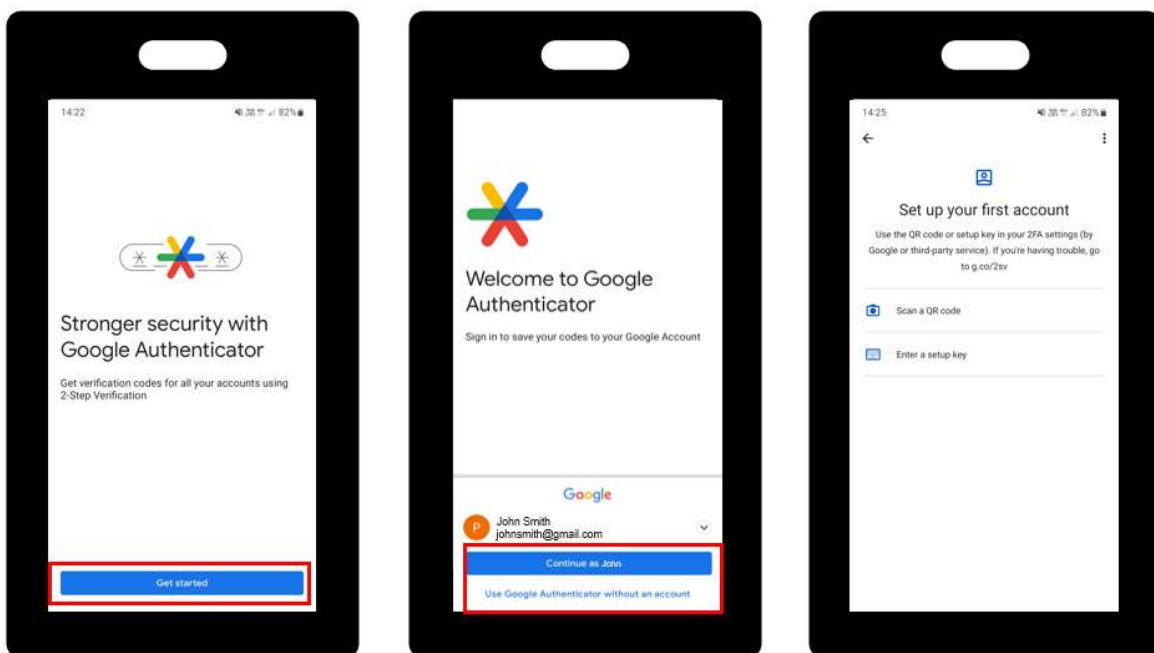 14:22
82%
Stronger security with
Google Authenticator
Get verification codes for all your accounts using
2-Step Verification
Get started
Welcome to Google
Authenticator
Sign in to save your codes to your Google Account
Google
P
John Smith
johnsmith@gmail.com
Continue as John
Use Google Authenticator without an account
14:25
82%
Set up your first account
Use the QR code or setup key in your 2FA settings (by
Google or third-party service). If you're having trouble, go
to g.co/2sv
Scan a QR code
Enter a setup key